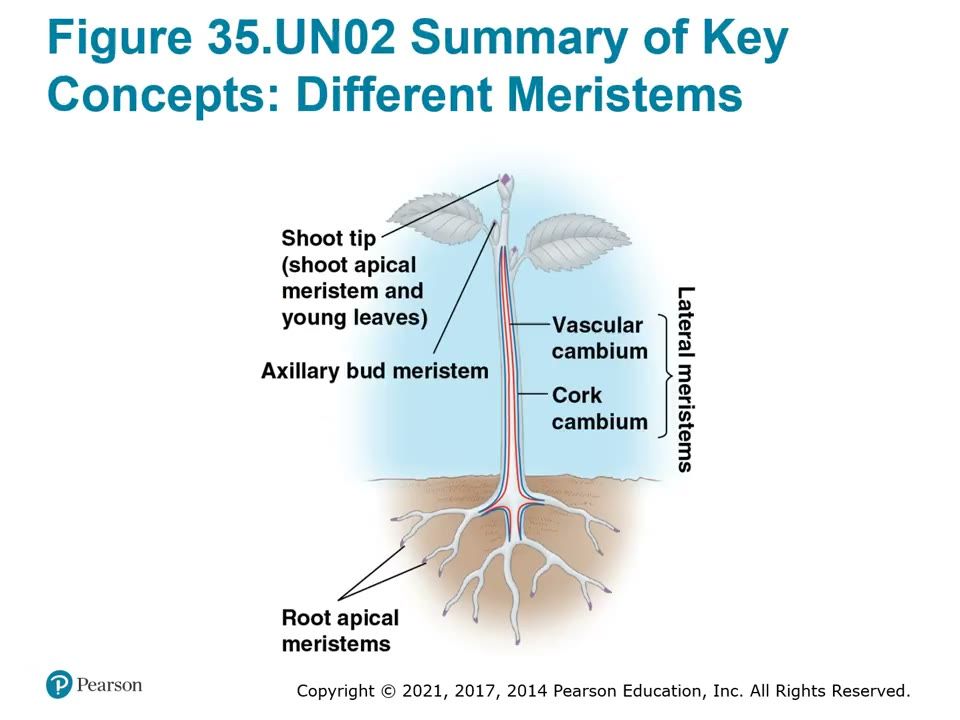 Figure 35.UN02 Summary of Key
Concepts: Different Meristems
Shoot tip
(shoot apical
meristem and
young leaves)
Axillary bud meristem
Vascular
cambium
Cork
cambium
Lateral meristems
Root apical
meristems
P Pearson
Copyright © 2021, 2017, 2014 Pearson Education, Inc. All Rights Reserved.